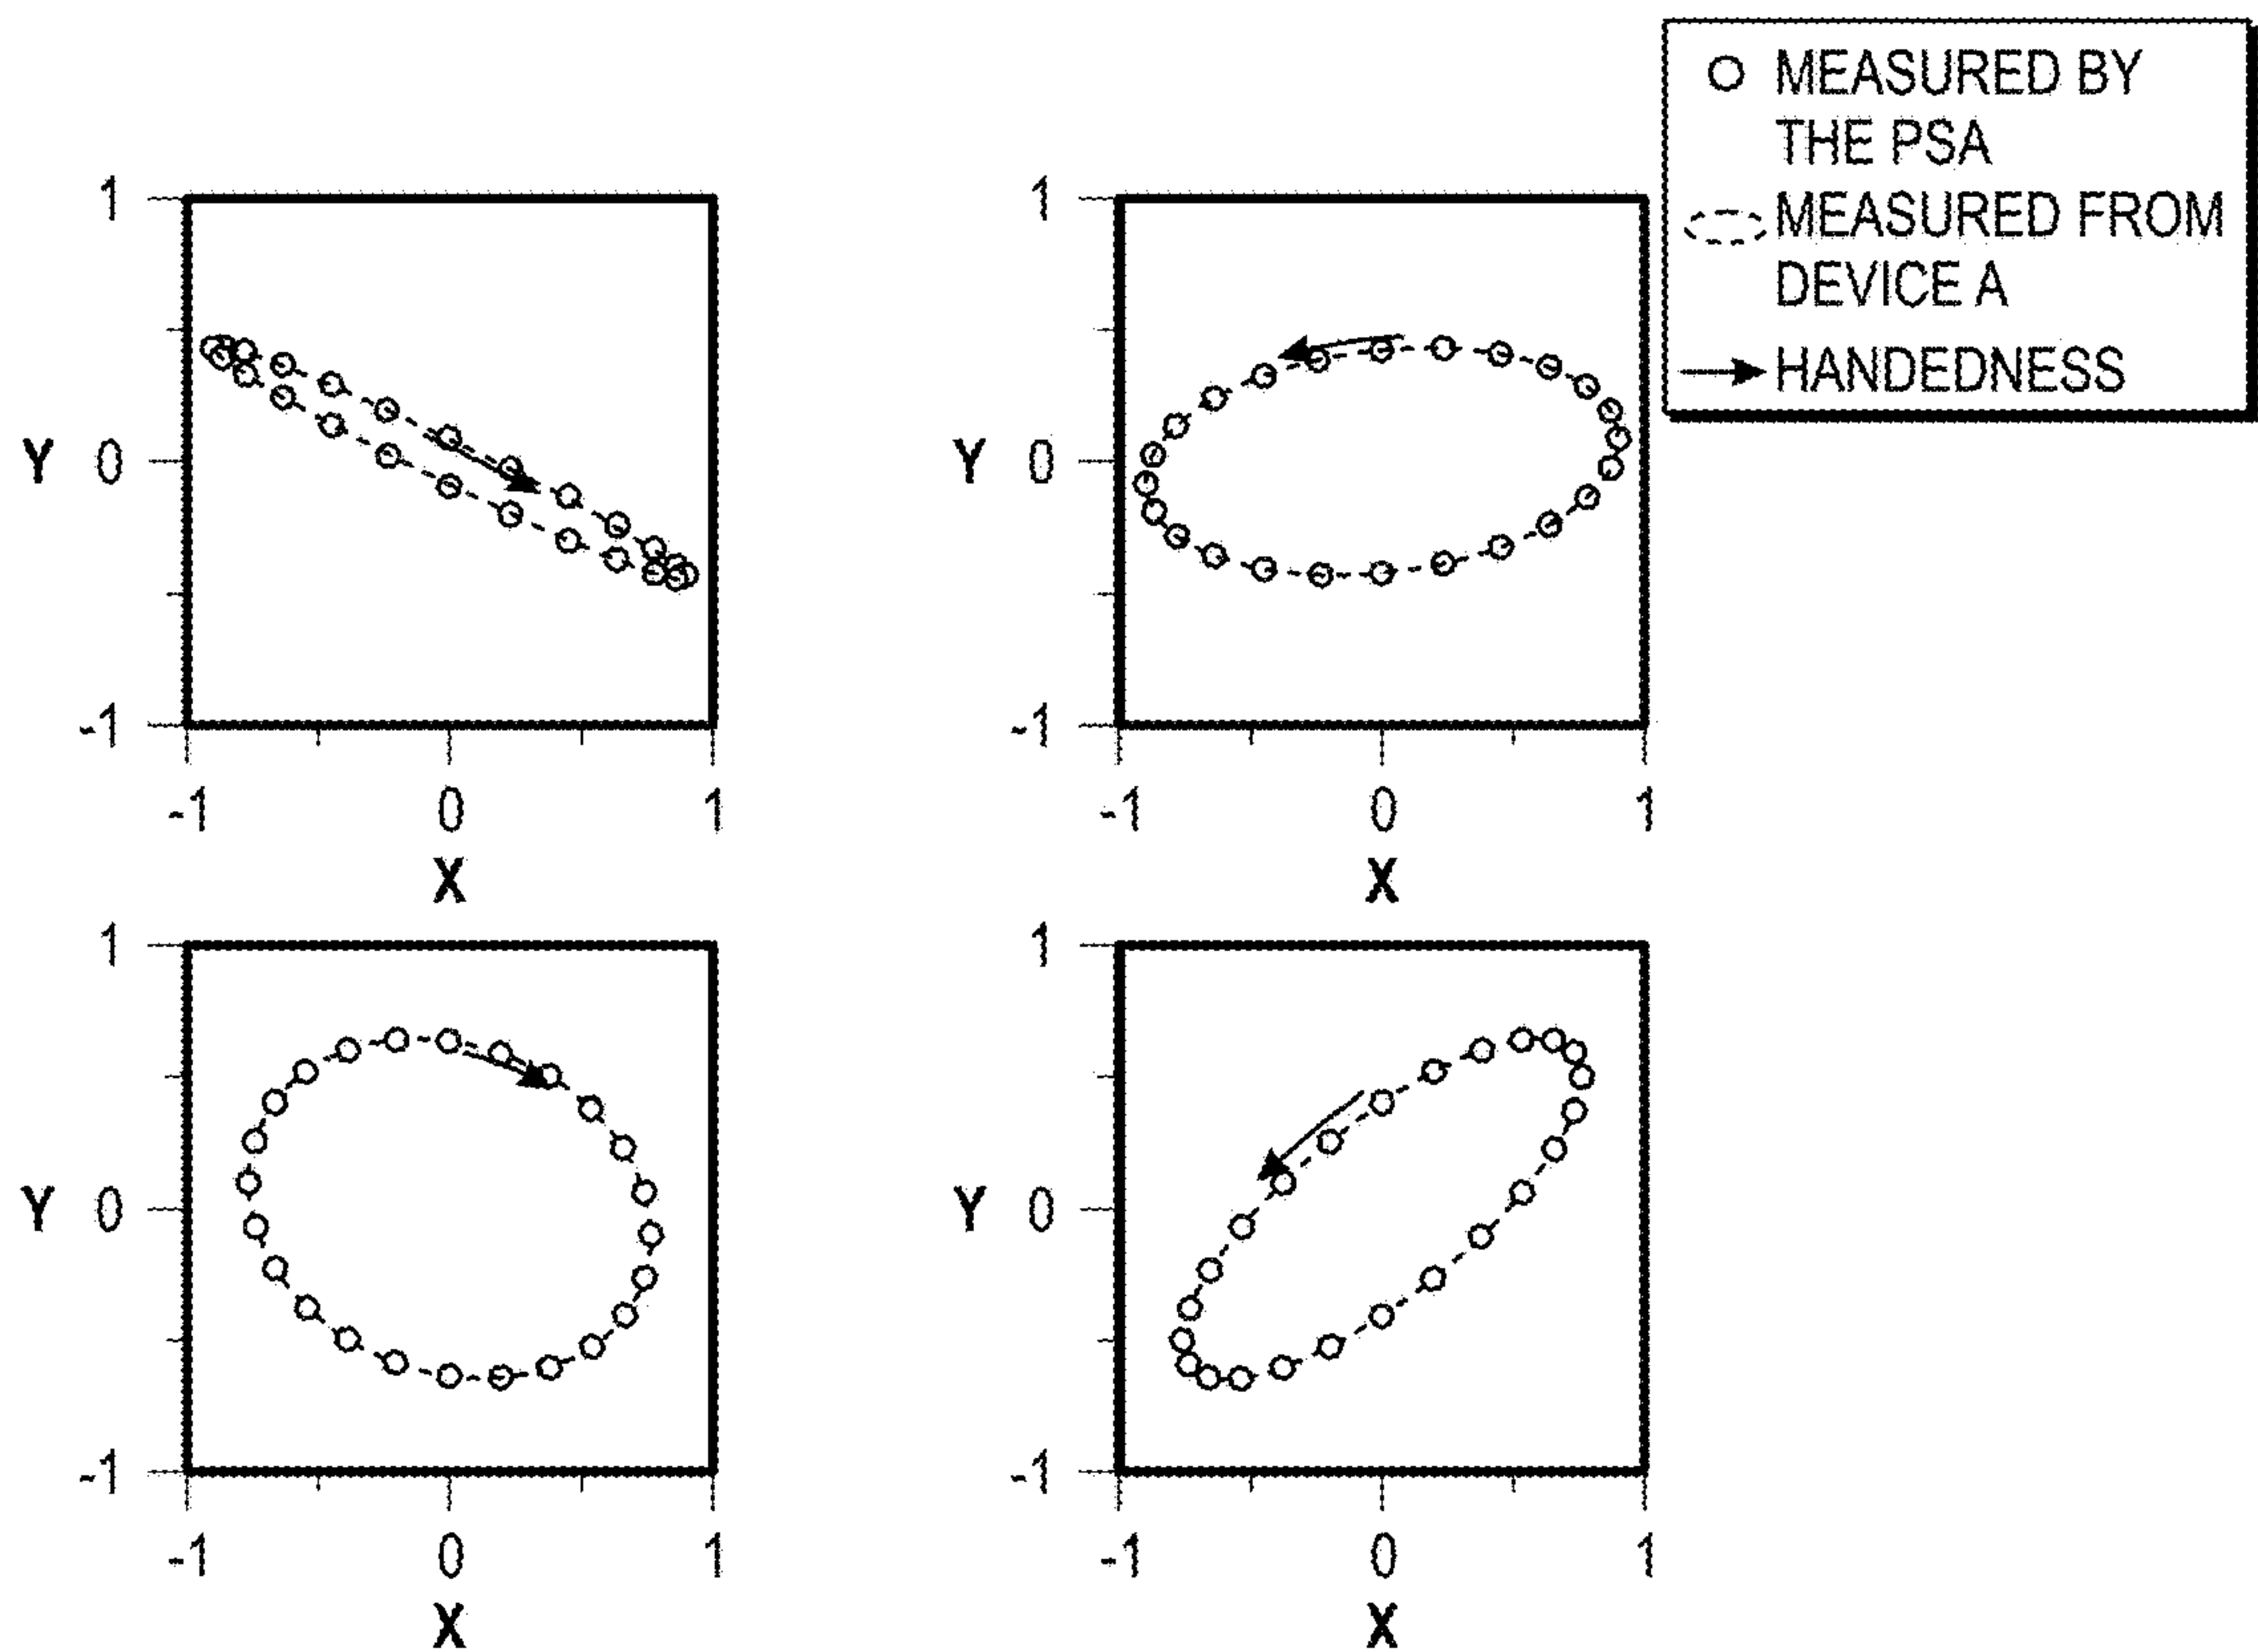 MEASURED BY
THE PSA
MEASURED FROM
DEVICE A
HANDEDNESS
1
Y 0
-1
-1 0 1
X
1
Y 0
-1
-1 0 1
X
1
Y 0
-1
-1 0 1
X
1
Y 0
-1
-1 0 1
X